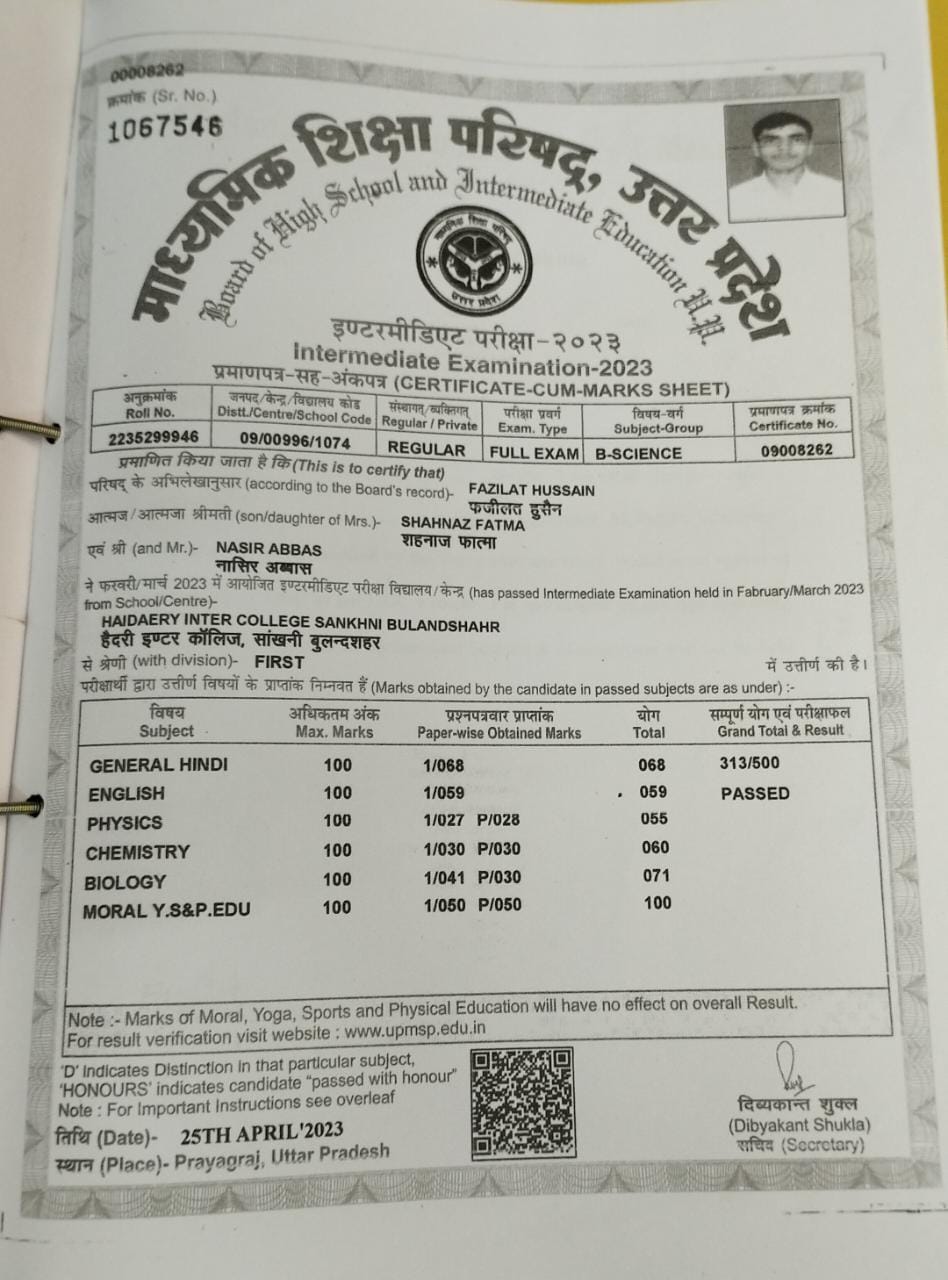 00008262
क्रमांक (Sr. No.)
1067546
माध्यमिक शिक्षा परिषद्, उत्तर प्रदेश
Board of High School and Intermediate Education U.P.
माध्यमिक शिक्षा परिषद्
उत्तर प्रदेश
इण्टरमीडिएट परीक्षा-२०२३
Intermediate Examination-2023
प्रमाणपत्र-सह-अंकपत्र (CERTIFICATE-CUM-MARKS SHEET)
अनुक्रमांक जनपद/केन्द्र/विद्यालय कोड संस्थागत/व्यक्तिगत् परीक्षा प्रवर्ग विषय-वर्ग प्रमाणपत्र क्रमांक
Roll No. Distt./Centre/School Code Regular / Private Exam. Type Subject-Group Certificate No.
2235299946 09/00996/1074 REGULAR FULL EXAM B-SCIENCE 09008262
प्रमाणित किया जाता है कि (This is to certify that)
परिषद् के अभिलेखानुसार (according to the Board's record)- FAZILAT HUSSAIN
फजीलत हुसैन
आत्मज/आत्मजा श्रीमती (son/daughter of Mrs.)- SHAHNAZ FATMA
शहनाज फात्मा
एवं श्री (and Mr.)- NASIR ABBAS
नासिर अब्बास
ने फरवरी/मार्च 2023 में आयोजित इण्टरमीडिएट परीक्षा विद्यालय/केन्द्र (has passed Intermediate Examination held in Fabruary/March 2023
from School/Centre)-
HAIDAERY INTER COLLEGE SANKHNI BULANDSHAHR
हैदरी इण्टर कॉलिज, सांखनी बुलन्दशहर
से श्रेणी (with division)- FIRST में उत्तीर्ण की है।
परीक्षार्थी द्वारा उत्तीर्ण विषयों के प्राप्तांक निम्नवत हैं (Marks obtained by the candidate in passed subjects are as under) :-
विषय अधिकतम अंक प्रश्नपत्रवार प्राप्तांक योग सम्पूर्ण योग एवं परीक्षाफल
Subject Max. Marks Paper-wise Obtained Marks Total Grand Total & Result
GENERAL HINDI 100 1/068 068 313/500
ENGLISH 100 1/059 059 PASSED
PHYSICS 100 1/027 P/028 055
CHEMISTRY 100 1/030 P/030 060
BIOLOGY 100 1/041 P/030 071
MORAL Y.S&P.EDU 100 1/050 P/050 100
Note :- Marks of Moral, Yoga, Sports and Physical Education will have no effect on overall Result.
For result verification visit website : www.upmsp.edu.in
'D' Indicates Distinction in that particular subject,
'HONOURS' indicates candidate "passed with honour"
Note : For Important Instructions see overleaf
तिथि (Date)- 25TH APRIL'2023
स्थान (Place)- Prayagraj, Uttar Pradesh
दिब्यकान्त शुक्ल
(Dibyakant Shukla)
सचिव (Secretary)